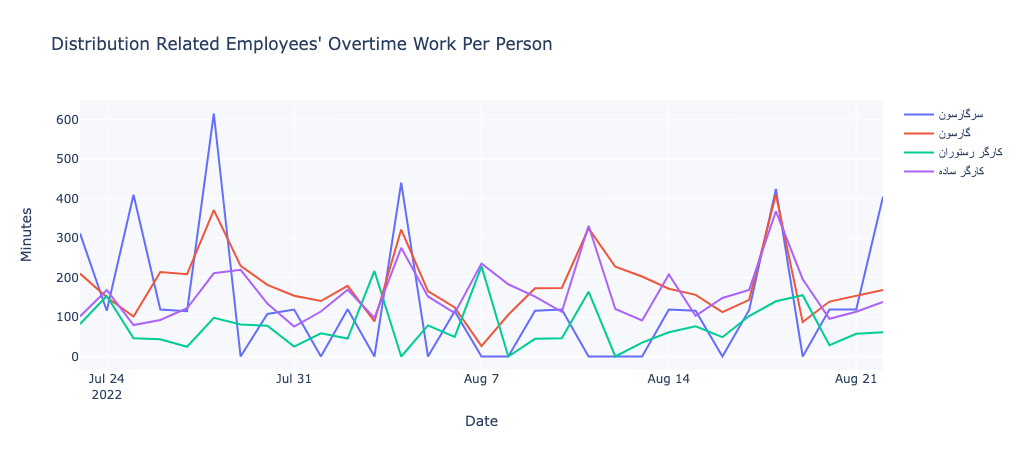 Distribution Related Employees' Overtime Work Per Person
سرگارسون
گارسون
کارگر رستوران
کارگر ساده
Minutes
600
500
400
300
200
100
0
Jul 24
2022
Jul 31
Aug 7
Aug 14
Aug 21
Date